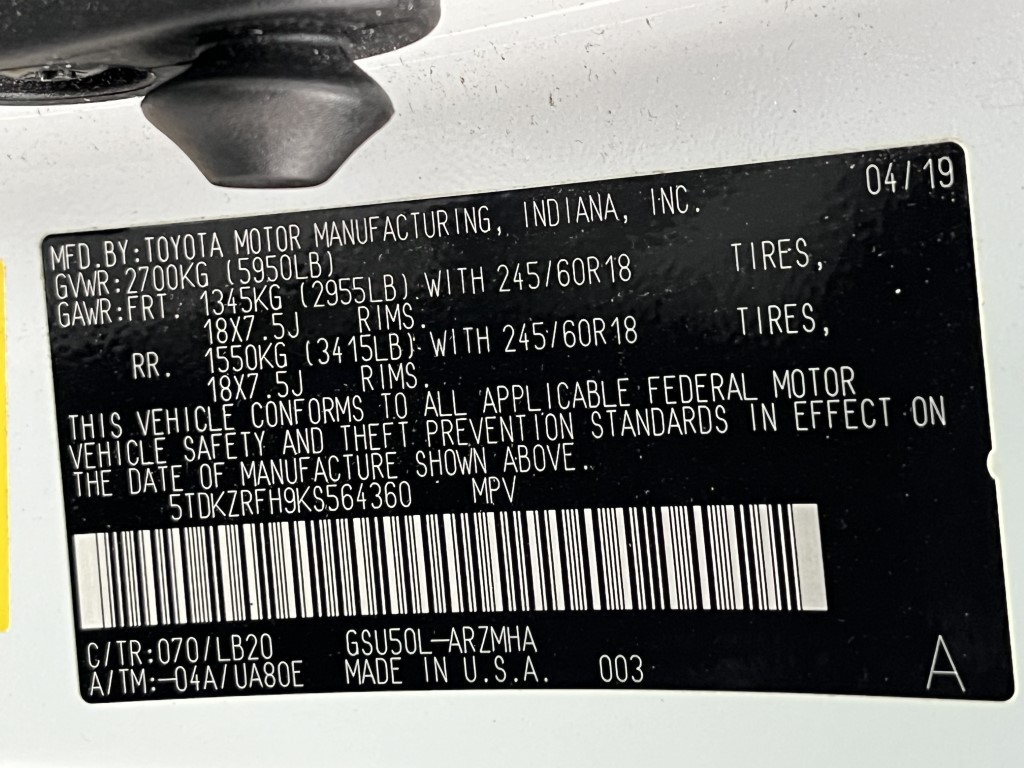 04/19
MFD.BY:TOYOTA MOTOR MANUFACTURING, INDIANA, INC.
GVWR:2700KG (5950LB)
GAWR:FRT. 1345KG (2955LB) WITH 245/60R18 TIRES,
18X7.5J RIMS.
RR. 1550KG (3415LB) WITH 245/60R18 TIRES,
18X7.5J RIMS.
THIS VEHICLE CONFORMS TO ALL APPLICABLE FEDERAL MOTOR
VEHICLE SAFETY AND THEFT PREVENTION STANDARDS IN EFFECT ON
THE DATE OF MANUFACTURE SHOWN ABOVE.
5TDKZRFH9KS564360 MPV
C/TR:070/LB20 GSU50L-ARZMHA
A/TM:-04A/UA80E MADE IN U.S.A. 003 A